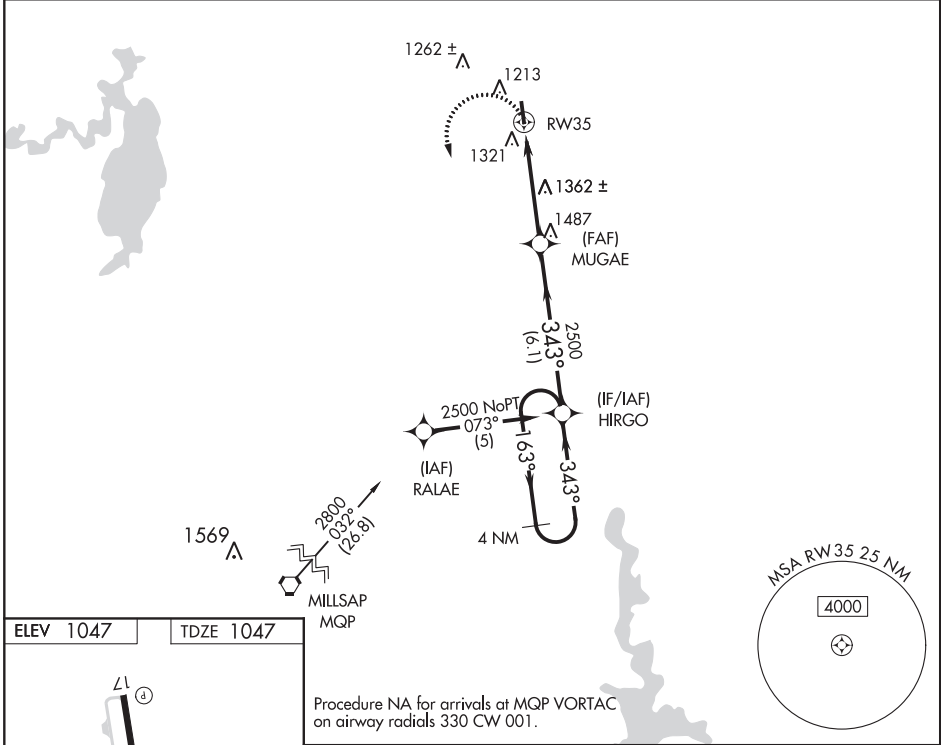 1262 ±
1213
RW35
1321
1362 ±
1487
(FAF)
MUGAE
2500
343°
(6.1)
(IF/IAF)
HIRGO
2500 NoPT
073°
(5)
(IAF)
RALAE
163°
343°
4 NM
2800
032°
(26.8)
1569
MILLSAP
MQP
MSA RW35 25 NM
4000
ELEV 1047
TDZE 1047
17
P
Procedure NA for arrivals at MQP VORTAC
on airway radials 330 CW 001.